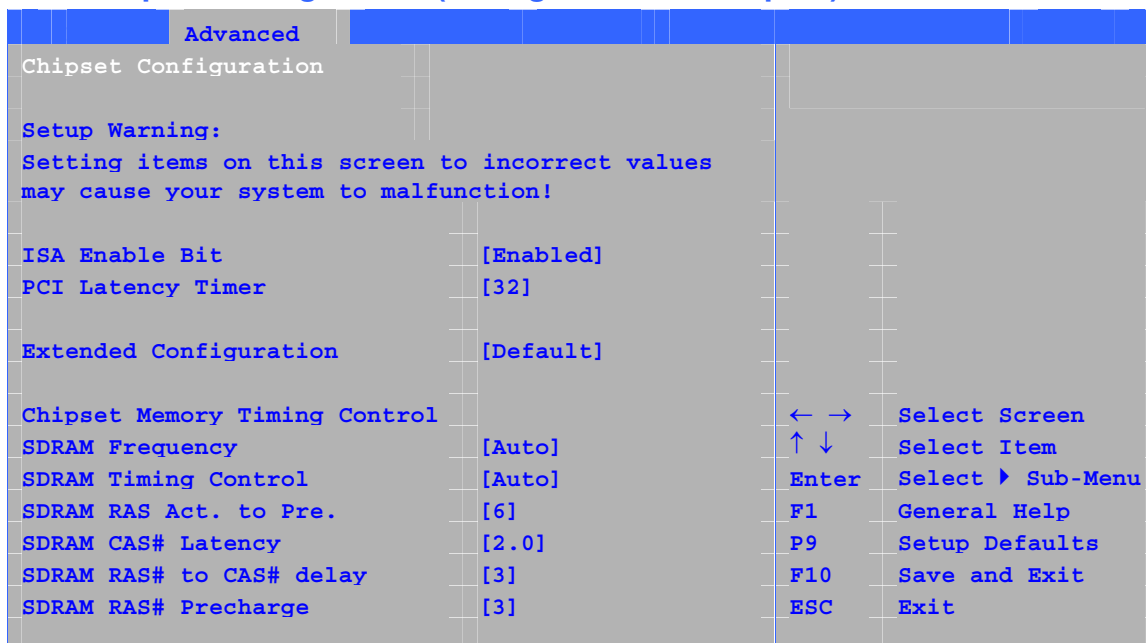 Advanced
Chipset Configuration
Setup Warning:
Setting items on this screen to incorrect values
may cause your system to malfunction!
ISA Enable Bit [Enabled]
PCI Latency Timer [32]
Extended Configuration [Default]
Chipset Memory Timing Control
SDRAM Frequency [Auto]
SDRAM Timing Control [Auto]
SDRAM RAS Act. to Pre. [6]
SDRAM CAS# Latency [2.0]
SDRAM RAS# to CAS# delay [3]
SDRAM RAS# Precharge [3]
← → Select Screen
↑ ↓ Select Item
Enter Select ▶ Sub-Menu
F1 General Help
P9 Setup Defaults
F10 Save and Exit
ESC Exit